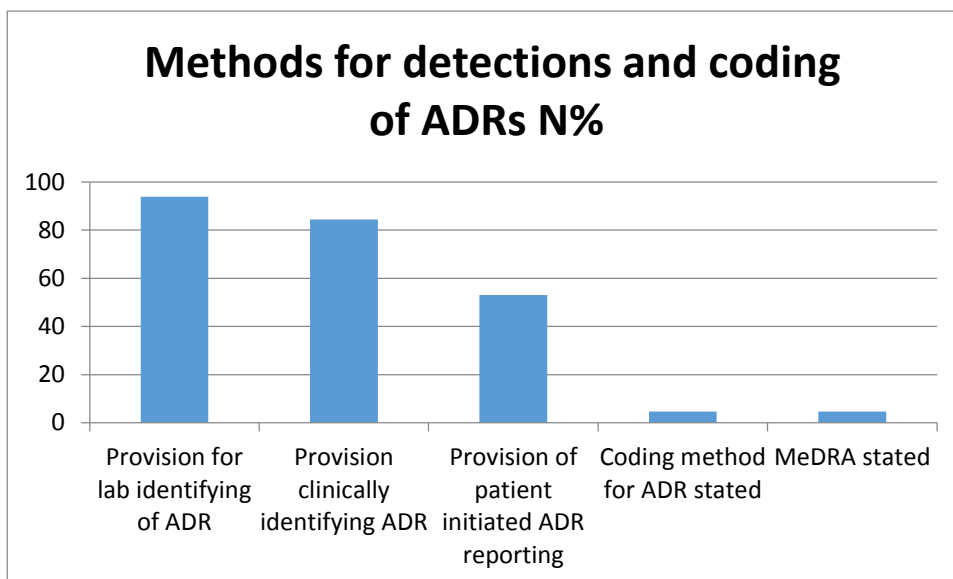 Methods for detections and coding
of ADRs N%
100
80
60
40
20
0
Provision for
lab identifying
of ADR
Provision
clinically
identifying ADR
Provision of
patient
initiated ADR
reporting
Coding method
for ADR stated
MeDRA stated